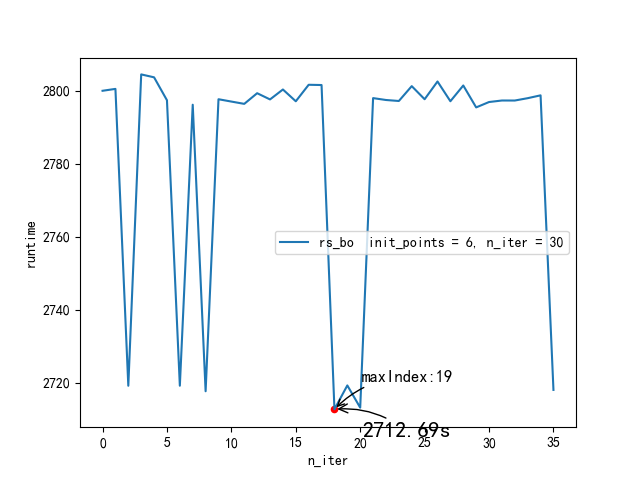 2800
2780
2760
2740
2720
runtime
rs_bo  init_points = 6, n_iter = 30
maxIndex:19
2712.69s
0
5
10
15
20
25
30
35
n_iter